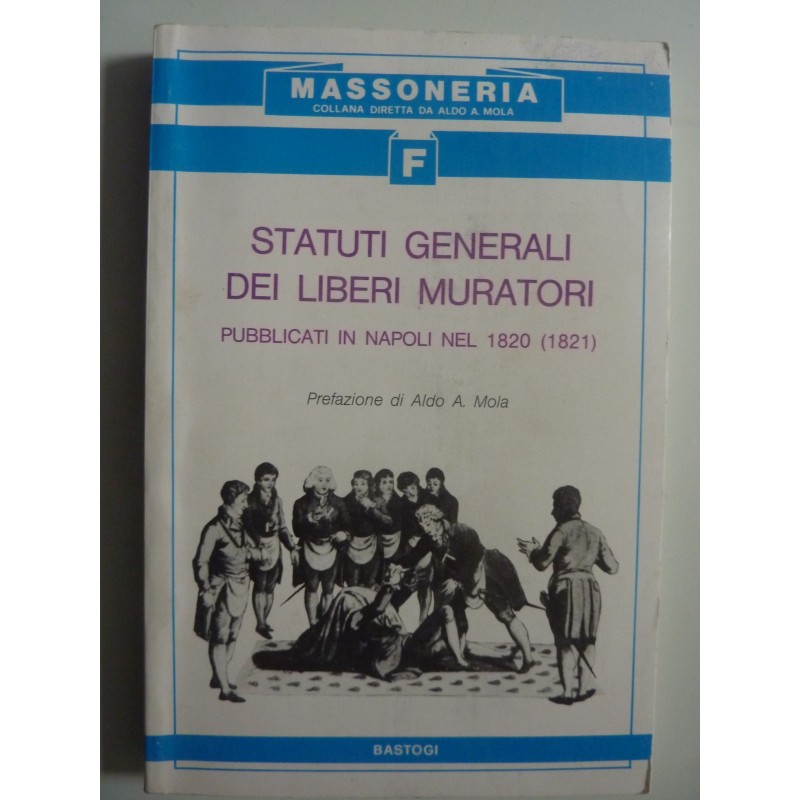 MASSONERIA
COLLANA DIRETTA DA ALDO A. MOLA
F
STATUTI GENERALI
DEI LIBERI MURATORI
PUBBLICATI IN NAPOLI NEL 1820 (1821)
Prefazione di Aldo A. Mola
BASTOGI